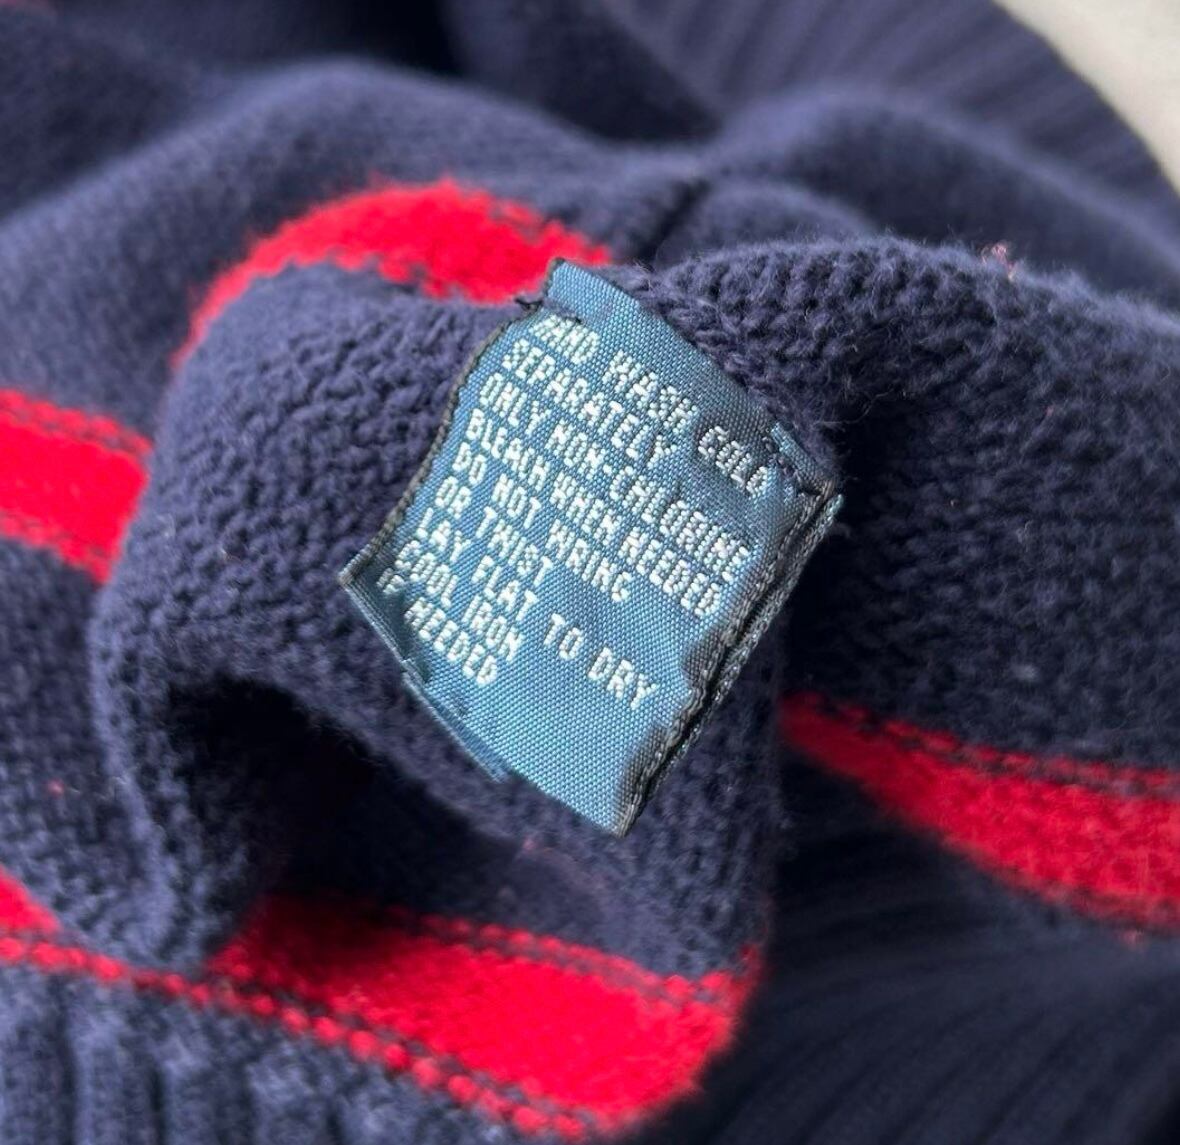 HAND WASH COLD
SEPARATELY
ONLY NON-CHLORINE
BLEACH WHEN NEEDED
DO NOT WRING
OR TWIST
LAY FLAT TO DRY
COOL IRON
IF NEEDED